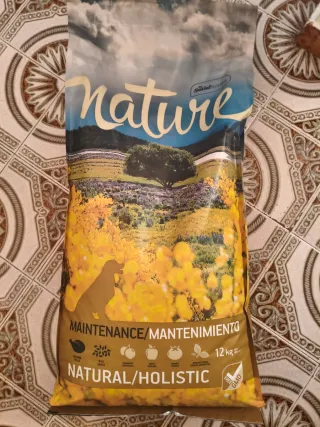 nature
MAINTENANCE/MANTENIMIENTO
12 kg
NATURAL/HOLISTIC